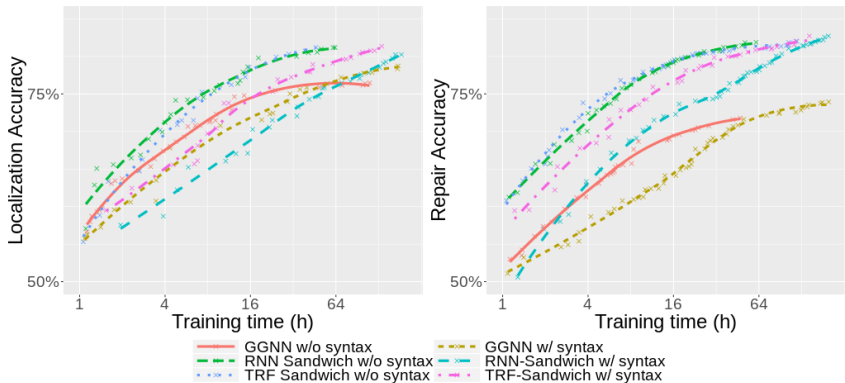 Localization Accuracy
75%
50%
1 4 16 64
Training time (h)
Repair Accuracy
75%
50%
1 4 16 64
Training time (h)
GGNN w/o syntax
RNN Sandwich w/o syntax
TRF Sandwich w/o syntax
GGNN w/ syntax
RNN-Sandwich w/ syntax
TRF-Sandwich w/ syntax